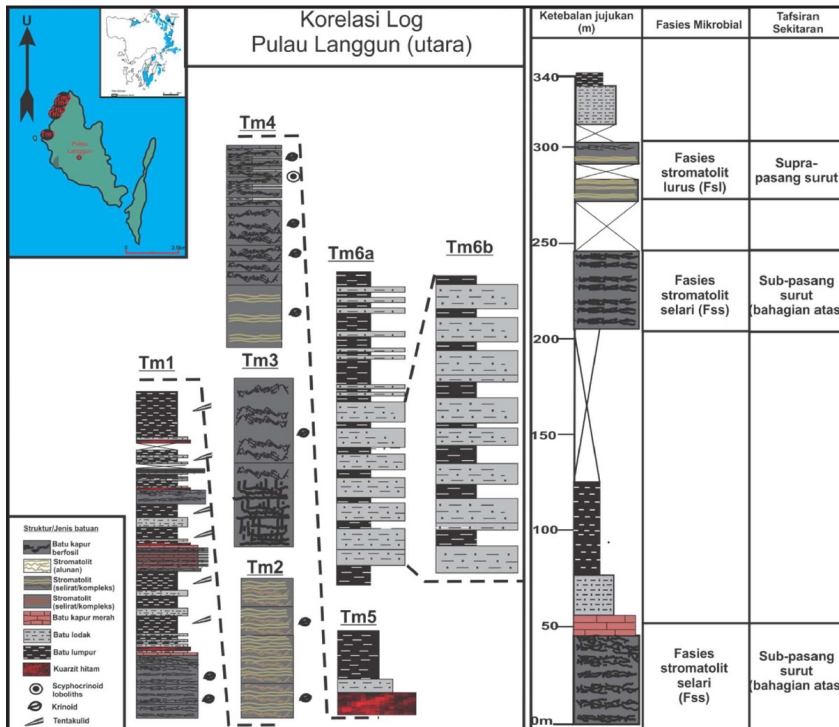 Korelasi Log
Pulau Langgun (utara)
U
Pulau
Langgun
0
Tm4
Tm6a
Tm6b
Tm1
Tm3
Tm2
Tm5
Struktur/Jenis batuan
Batu kapur
berfosil
Stromatolit
(alunan)
Stromatolit
(selirat/kompleks)
Stromatolit
(selirat/kompleks)
Batu kapur merah
Batu lodak
Batu lumpur
Kuarzit hitam
Scyphocrinoid
loboliths
Krinoid
Tentakulid
Ketebalan jujukan
(m)
Fasies Mikrobial
Tafsiran
Sekitaran
340
300
250
200
150
100
50
0m
Fasies
stromatolit
lurus (Fsl)
Supra-
pasang surut
Fasies
stromatolit
selari (Fss)
Sub-pasang
surut
(bahagian atas)
Fasies
stromatolit
selari
(Fss)
Sub-pasang
surut
(bahagian atas)